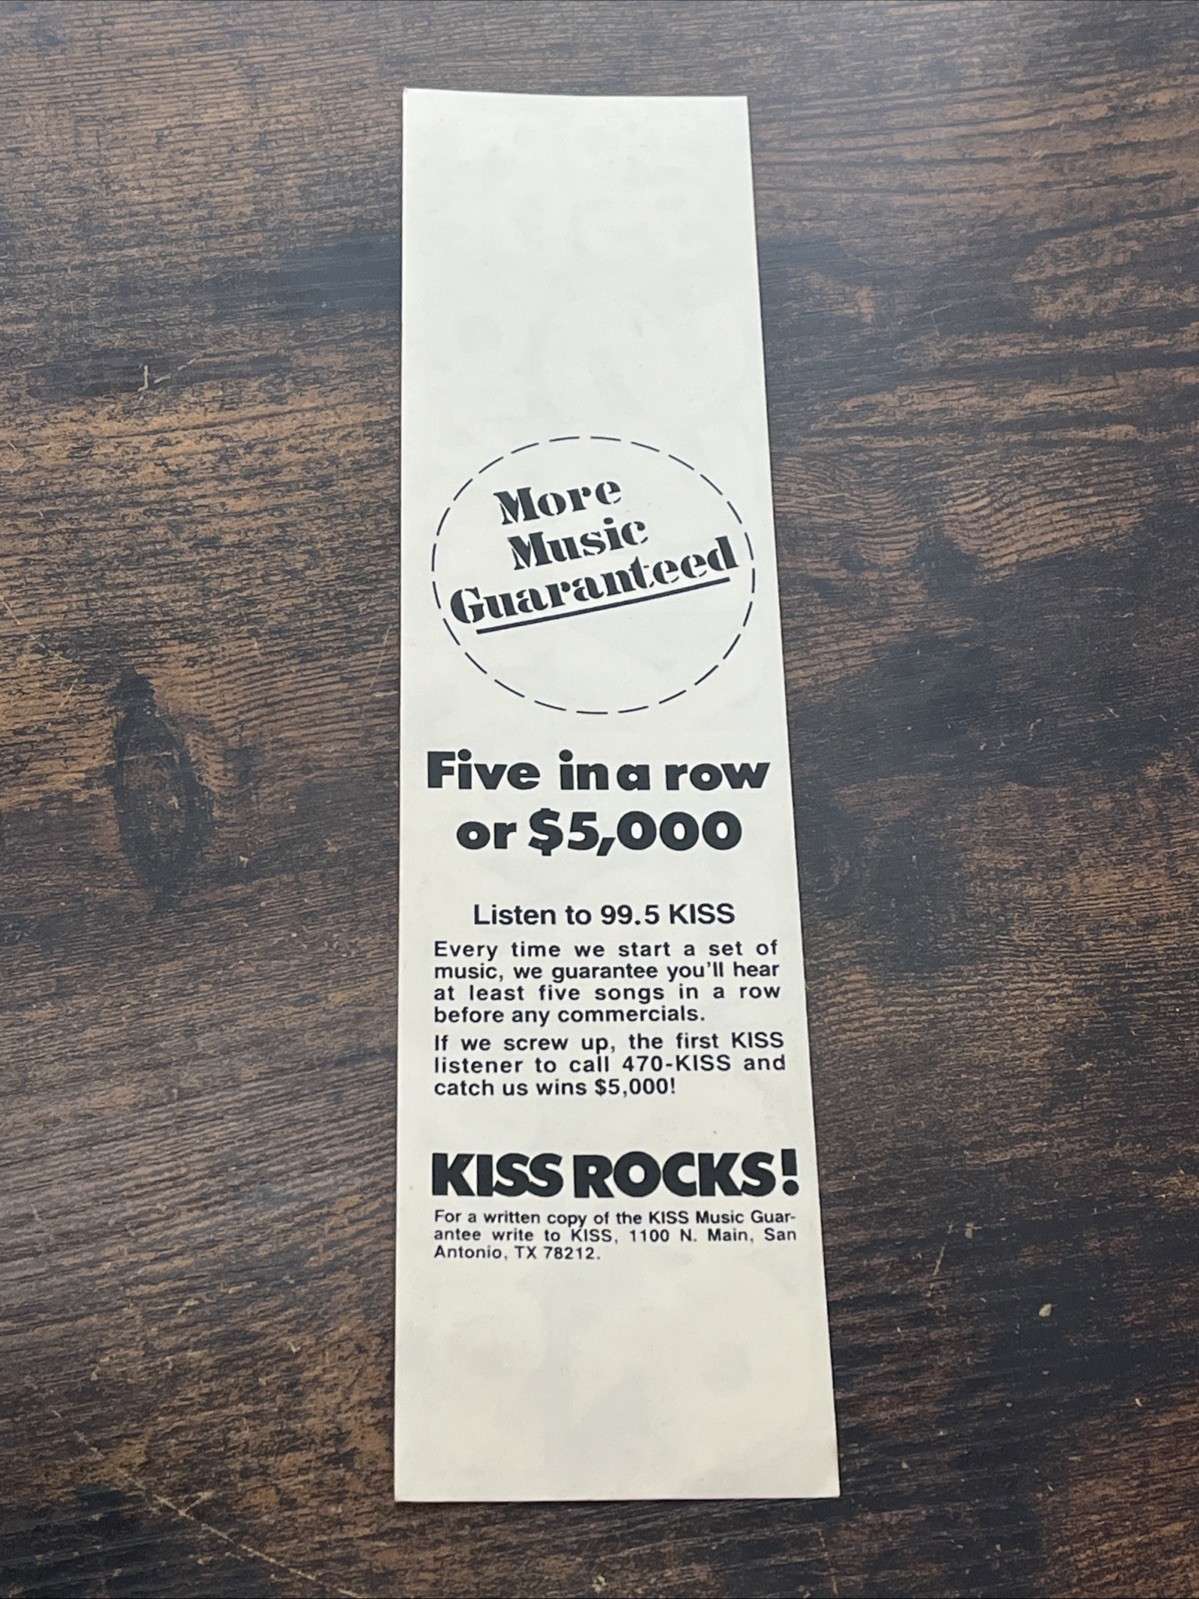 More
Music
Guaranteed
Five in a row
or $5,000
Listen to 99.5 KISS
Every time we start a set of
music, we guarantee you'll hear
at least five songs in a row
before any commercials.
If we screw up, the first KISS
listener to call 470-KISS and
catch us wins $5,000!
KISS ROCKS!
For a written copy of the KISS Music Guar-
antee write to KISS, 1100 N. Main, San
Antonio, TX 78212.